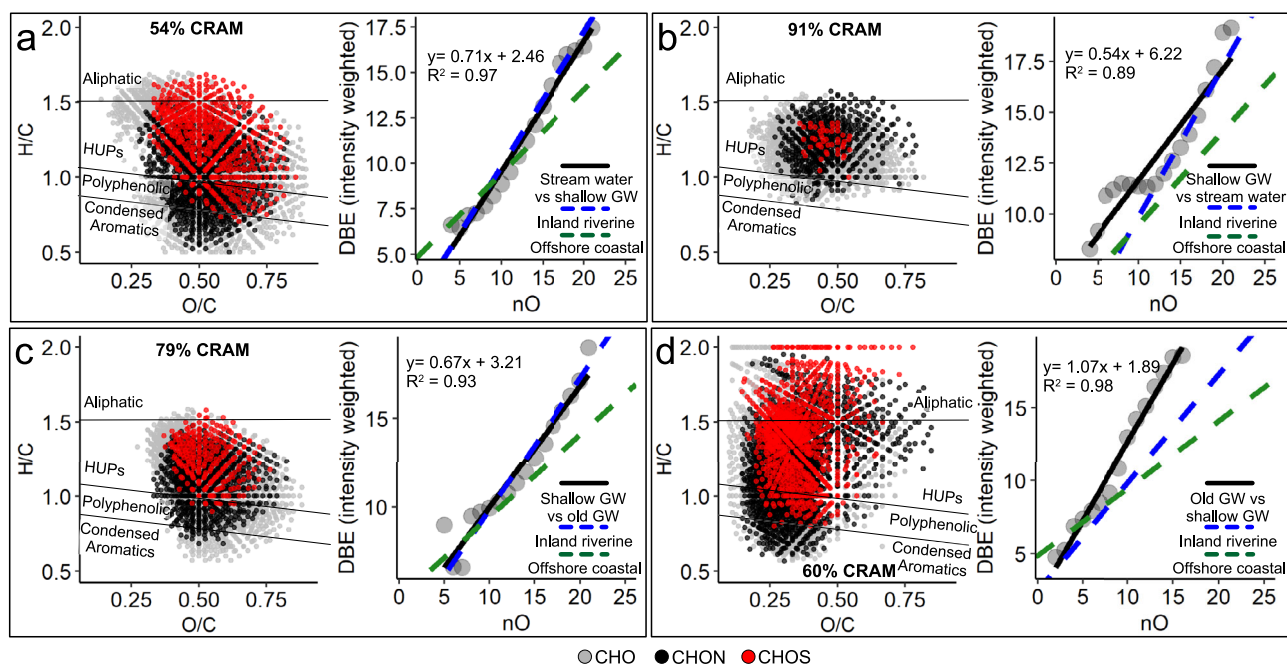 a
54% CRAM
2.0
1.5
1.0
0.5
H/C
Aliphatic
HUPs
Polyphenolic
Condensed
Aromatics
0.25
0.50
0.75
O/C
17.5
15.0
12.5
10.0
7.5
5.0
DBE (intensity weighted)
y= 0.71x + 2.46
R² = 0.97
Stream water
vs shallow GW
Inland riverine
Offshore coastal
0 5 10 15 20 25
nO
b
91% CRAM
2.0
1.5
1.0
0.5
H/C
Aliphatic
HUPs
Polyphenolic
Condensed
Aromatics
0.25 0.50 0.75
O/C
17.5
15.0
12.5
10.0
DBE (intensity weighted)
y= 0.54x + 6.22
R² = 0.89
Shallow GW
vs stream water
Inland riverine
Offshore coastal
0 5 10 15 20 25
nO
c
79% CRAM
2.0
1.5
1.0
0.5
H/C
Aliphatic
HUPs
Polyphenolic
Condensed
Aromatics
0.25 0.50 0.75
O/C
15
10
DBE (intensity weighted)
y= 0.67x + 3.21
R² = 0.93
Shallow GW
vs old GW
Inland riverine
Offshore coastal
0 5 10 15 20 25
nO
d
2.0
1.5
1.0
0.5
H/C
Aliphatic
HUPs
Polyphenolic
Condensed
Aromatics
60% CRAM
0.25 0.50 0.75
O/C
15
10
5
DBE (intensity weighted)
y= 1.07x + 1.89
R² = 0.98
Old GW vs
shallow GW
Inland riverine
Offshore coastal
0 5 10 15 20 25
nO
CHO CHON CHOS